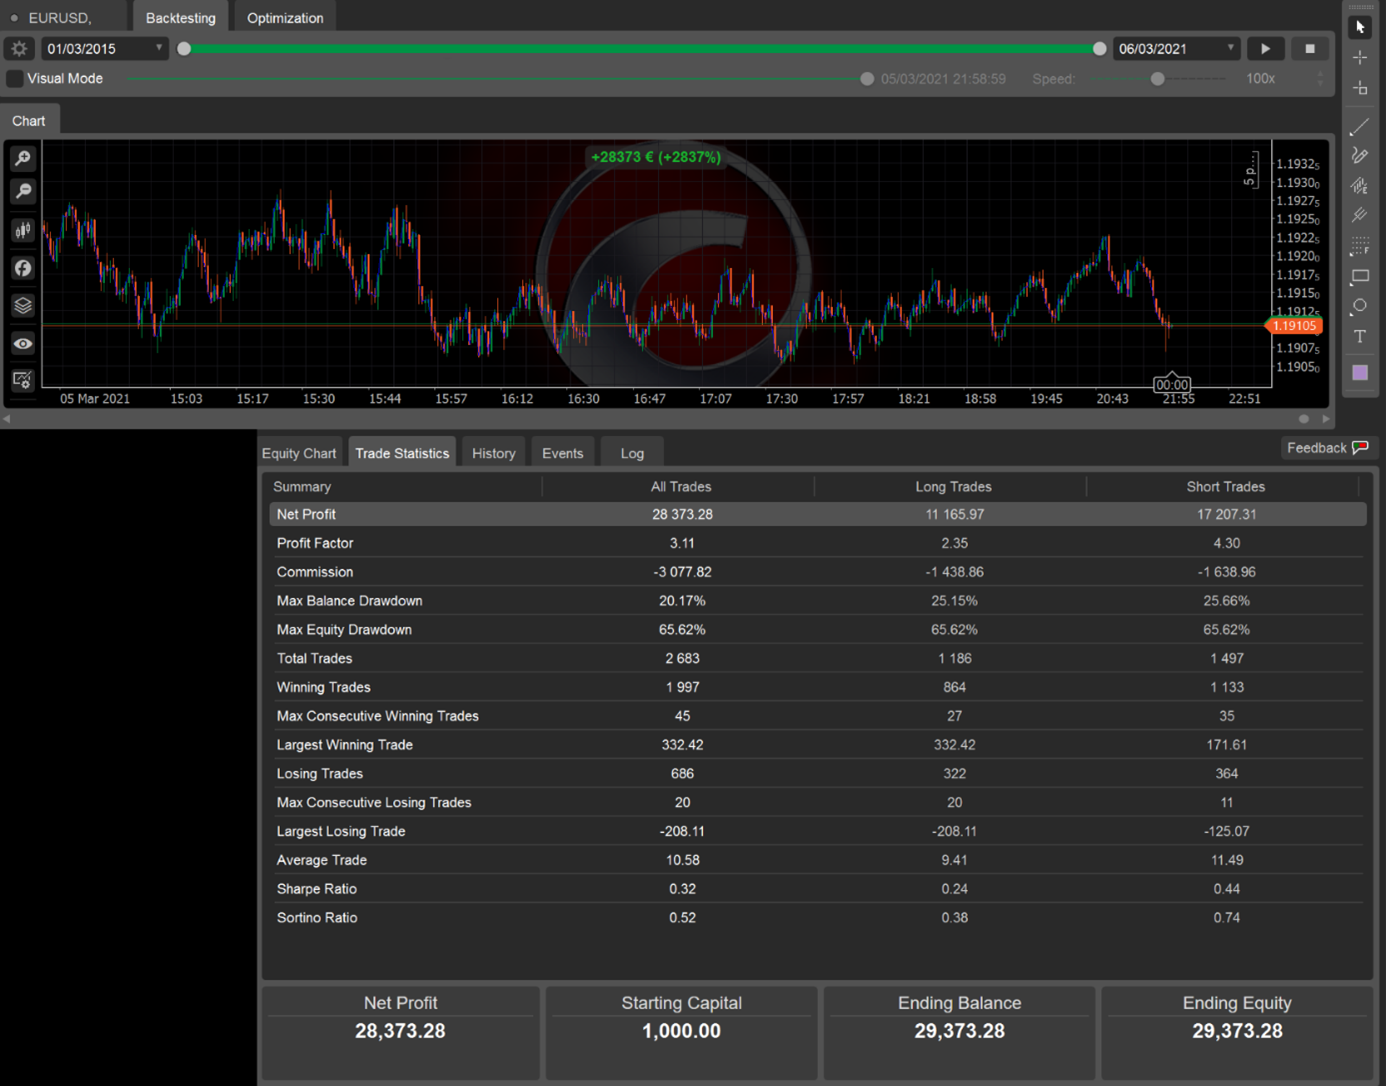 EURUSD, Backtesting Optimization
01/03/2015 06/03/2021
Visual Mode 05/03/2021 21:58:59 Speed: 100x
Chart
+28373 € (+2837%)
5 p...
1.19325
1.19300
1.19275
1.19250
1.19225
1.19200
1.19175
1.19150
1.19125
1.19105
1.19075
1.19050
00:00
05 Mar 2021 15:03 15:17 15:30 15:44 15:57 16:12 16:30 16:47 17:07 17:30 17:57 18:21 18:58 19:45 20:43 21:55 22:51
Equity Chart Trade Statistics History Events Log Feedback
Summary All Trades Long Trades Short Trades
Net Profit 28 373.28 11 165.97 17 207.31
Profit Factor 3.11 2.35 4.30
Commission -3 077.82 -1 438.86 -1 638.96
Max Balance Drawdown 20.17% 25.15% 25.66%
Max Equity Drawdown 65.62% 65.62% 65.62%
Total Trades 2 683 1 186 1 497
Winning Trades 1 997 864 1 133
Max Consecutive Winning Trades 45 27 35
Largest Winning Trade 332.42 332.42 171.61
Losing Trades 686 322 364
Max Consecutive Losing Trades 20 20 11
Largest Losing Trade -208.11 -208.11 -125.07
Average Trade 10.58 9.41 11.49
Sharpe Ratio 0.32 0.24 0.44
Sortino Ratio 0.52 0.38 0.74
Net Profit Starting Capital Ending Balance Ending Equity
28,373.28 1,000.00 29,373.28 29,373.28